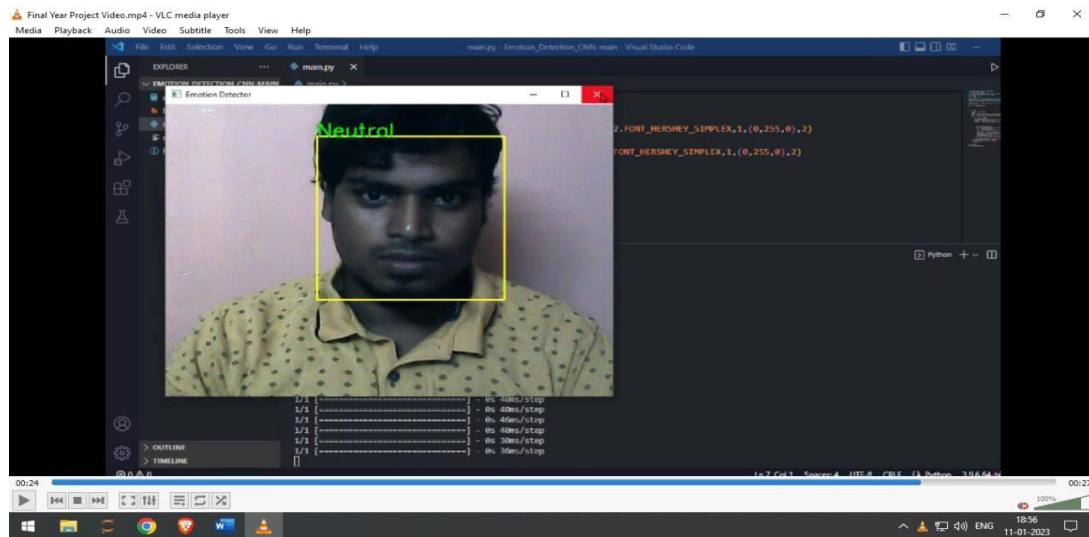 Final Year Project Video.mp4 - VLC media player
Media Playback Audio Video Subtitle Tools View Help
File Edit Selection View Go Run Terminal Help
main.py - Emotion_Detection_CNN-main - Visual Studio Code
EXPLORER
main.py
EMOTION_DETECTION_CNN-MAIN
main.py >
Emotion Detector
Neutral
2.FONT_HERSHEY_SIMPLEX,1,(0,255,0),2)
FONT_HERSHEY_SIMPLEX,1,(0,255,0),2)
Python
1/1 [==============================] - 0s 40ms/step
1/1 [==============================] - 0s 40ms/step
1/1 [==============================] - 0s 46ms/step
1/1 [==============================] - 0s 40ms/step
1/1 [==============================] - 0s 30ms/step
1/1 [==============================] - 0s 36ms/step
> OUTLINE
> TIMELINE
Ln 7, Col 1 Spaces: 4 UTF-8 CRLF Python 3.9.6 64-bi
00:24
00:27
100%
ENG
18:56
11-01-2023